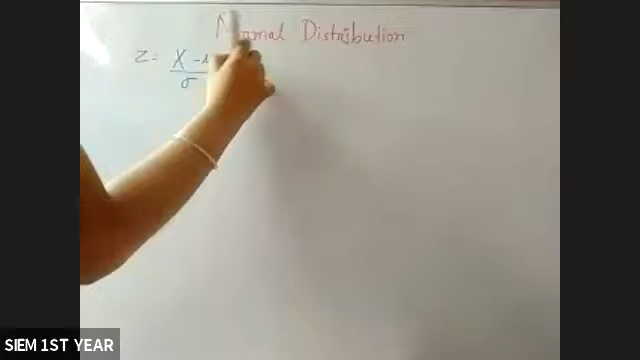 Normal Distribution
Z = X -
σ
SIEM 1ST YEAR